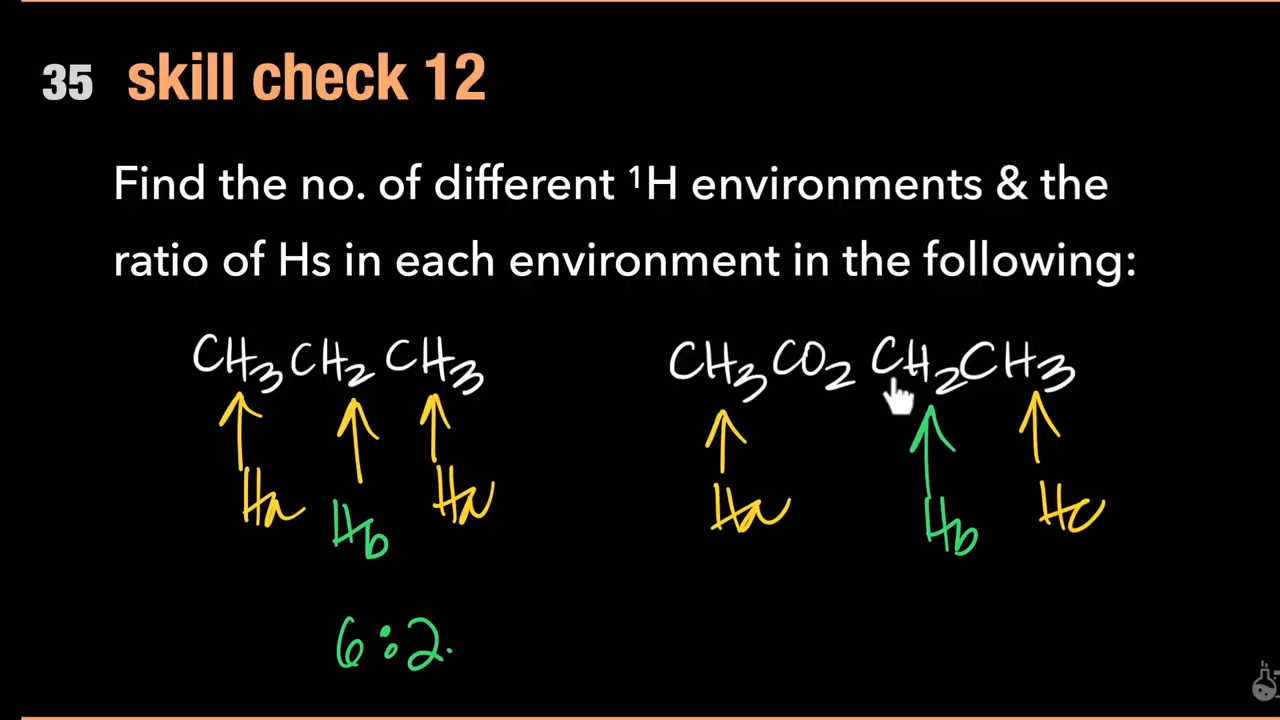 35 skill check 12
Find the no. of different ¹H environments & the
ratio of Hs in each environment in the following:
CH₃CH₂CH₃ CH₃CO₂CH₂CH₃
Ha Hb Ha Ha Hb Hc
6:2